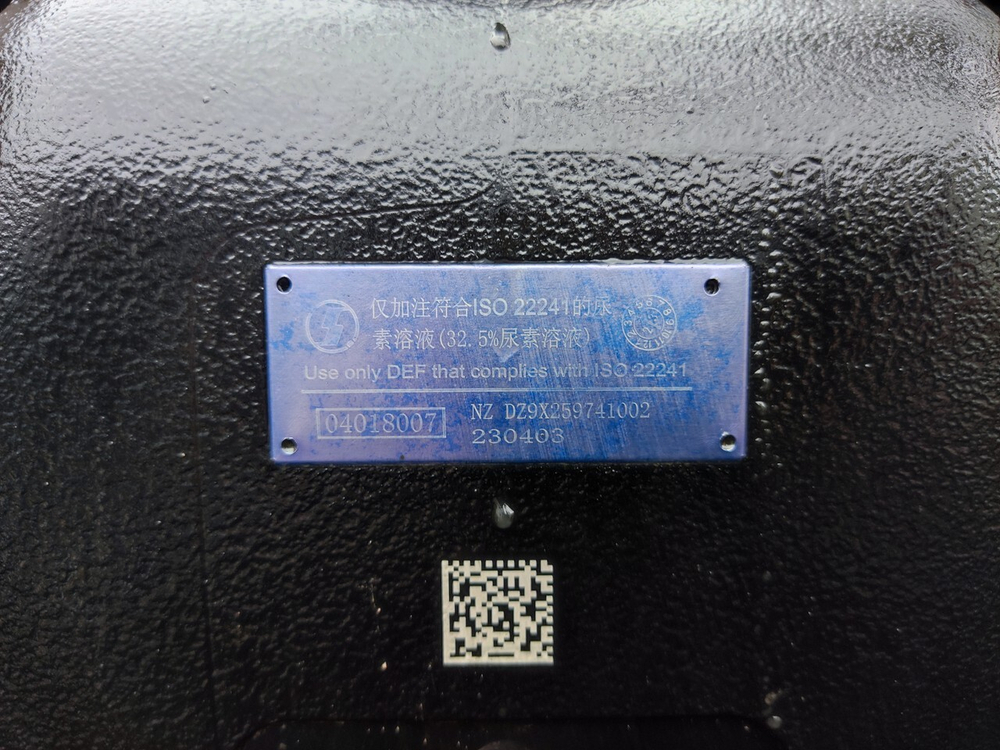 仅加注符合ISO 22241的尿
素溶液(32.5%尿素溶液)
Use only DEF that complies with ISO 22241
04018007
NZ DZ9X259741002
230403